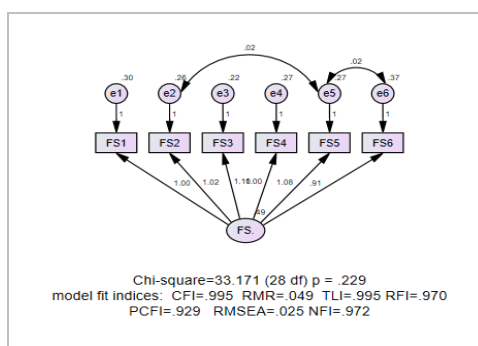 .02
.02
.30 .26 .22 .27 .27 .37
e1 e2 e3 e4 e5 e6
1 1 1 1 1 1
FS1 FS2 FS3 FS4 FS5 FS6
1.00 1.02 1.00 1.08 .91
.49
FS.
Chi-square=33.171 (28 df) p = .229
model fit indices: CFI=.995 RMR=.049 TLI=.995 RFI=.970
PCFI=.929 RMSEA=.025 NFI=.972